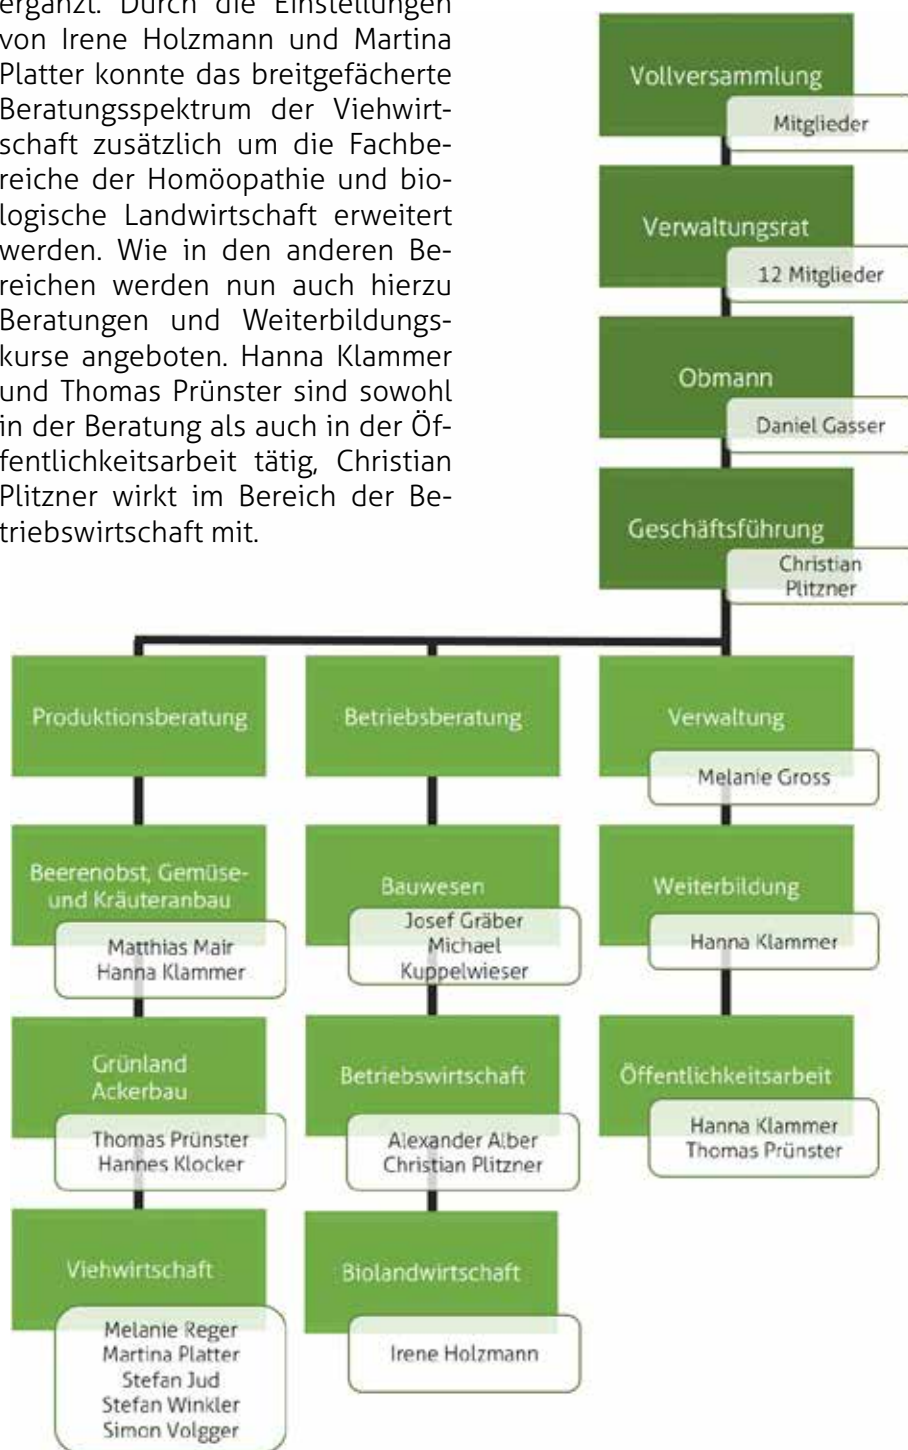 ergänzt. Durch die Einstellungen
von Irene Holzmann und Martina
Platter konnte das breitgefächerte
Beratungsspektrum der Viehwirt-
schaft zusätzlich um die Fachbe-
reiche der Homöopathie und bio-
logische Landwirtschaft erweitert
werden. Wie in den anderen Be-
reichen werden nun auch hierzu
Beratungen und Weiterbildungs-
kurse angeboten. Hanna Klammer
und Thomas Prünster sind sowohl
in der Beratung als auch in der Öf-
fentlichkeitsarbeit tätig, Christian
Plitzner wirkt im Bereich der Be-
triebswirtschaft mit.
Vollversammlung
Mitglieder
Verwaltungsrat
12 Mitglieder
Obmann
Daniel Gasser
Geschäftsführung
Christian
Plitzner
Produktionsberatung
Beerenobst, Gemüse-
und Kräuteranbau
Matthias Mair
Hanna Klammer
Grünland
Ackerbau
Thomas Prünster
Hannes Klocker
Viehwirtschaft
Melanie Reger
Martina Platter
Stefan Jud
Stefan Winkler
Simon Volgger
Betriebsberatung
Bauwesen
Josef Gräber
Michael
Kuppelwieser
Betriebswirtschaft
Alexander Alber
Christian Plitzner
Biolandwirtschaft
Irene Holzmann
Verwaltung
Melanie Gross
Weiterbildung
Hanna Klammer
Öffentlichkeitsarbeit
Hanna Klammer
Thomas Prünster